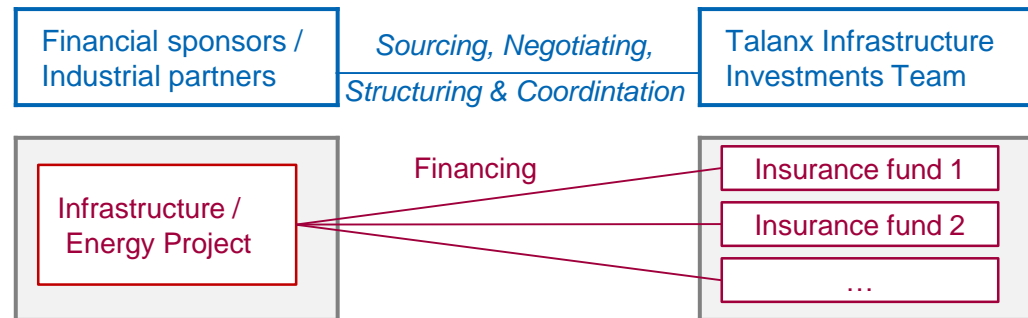 Financial sponsors /
Industrial partners
Sourcing, Negotiating,
Structuring & Coordintation
Talanx Infrastructure
Investments Team
Infrastructure /
Energy Project
Financing
Insurance fund 1
Insurance fund 2
…